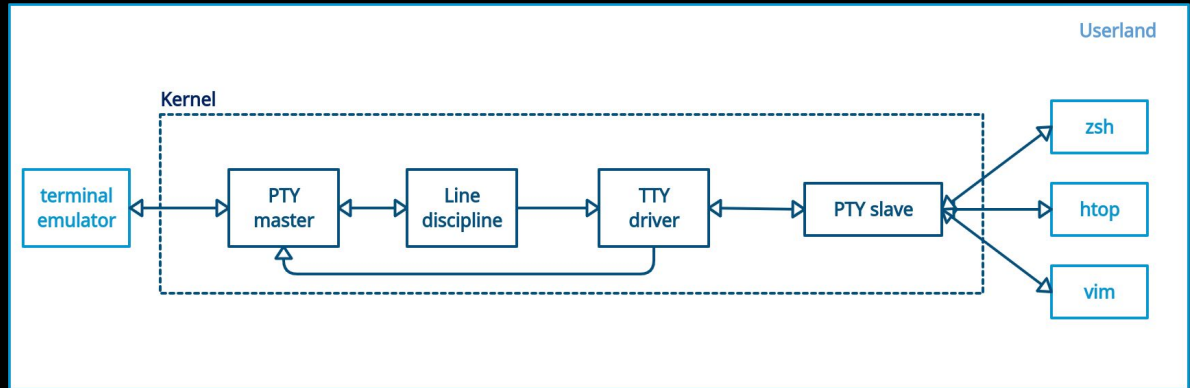 Userland
Kernel
terminal
emulator
PTY
master
Line
discipline
TTY
driver
PTY slave
zsh
htop
vim